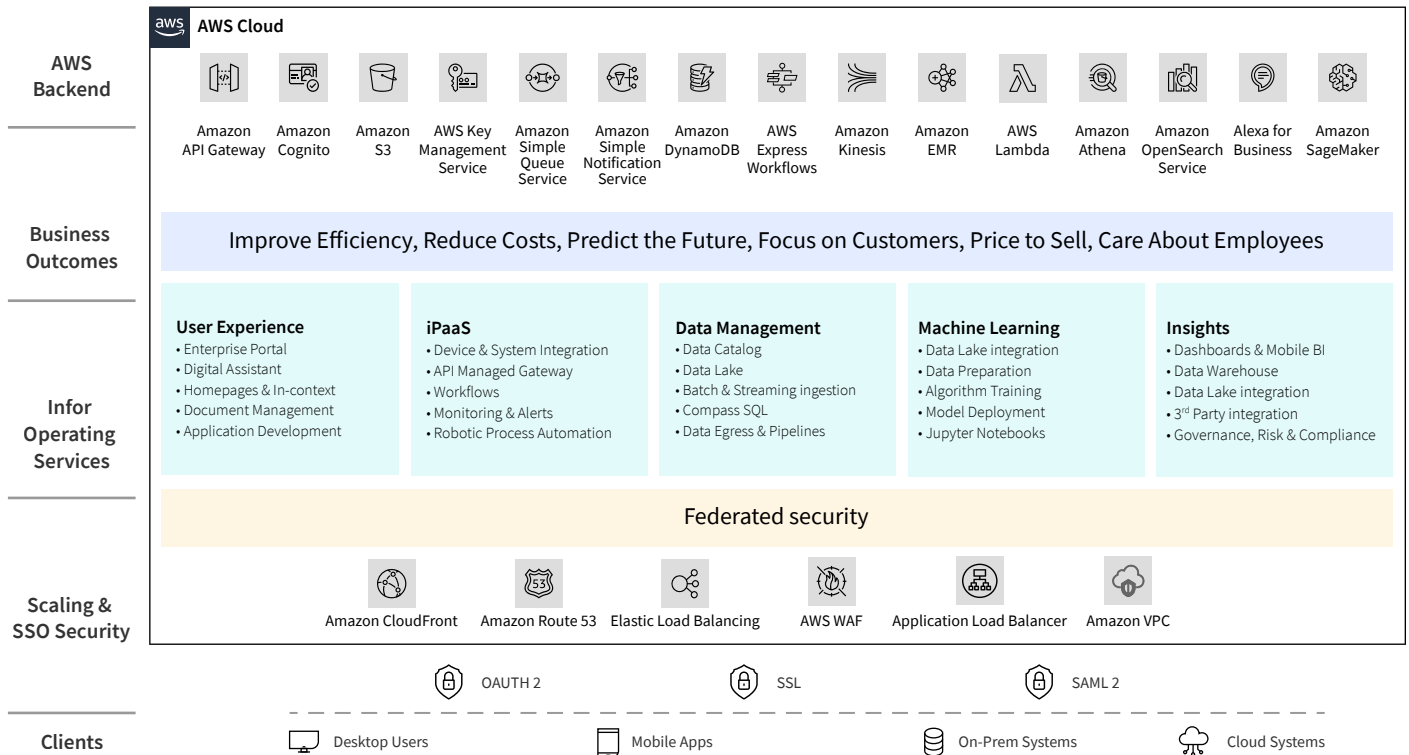 aws
AWS Cloud
AWS
Backend
Amazon
API Gateway
Amazon
Cognito
Amazon
S3
AWS Key
Management
Service
Amazon
Simple
Queue
Service
Amazon
Simple
Notification
Service
Amazon
DynamoDB
AWS
Express
Workflows
Amazon
Kinesis
Amazon
EMR
AWS
Lambda
Amazon
Athena
Amazon
OpenSearch
Service
Alexa for
Business
Amazon
SageMaker
Business
Outcomes
Improve Efficiency, Reduce Costs, Predict the Future, Focus on Customers, Price to Sell, Care About Employees
Infor
Operating
Services
User Experience
• Enterprise Portal
• Digital Assistant
• Homepages & In-context
• Document Management
• Application Development
iPaaS
• Device & System Integration
• API Managed Gateway
• Workflows
• Monitoring & Alerts
• Robotic Process Automation
Data Management
• Data Catalog
• Data Lake
• Batch & Streaming ingestion
• Compass SQL
• Data Egress & Pipelines
Machine Learning
• Data Lake integration
• Data Preparation
• Algorithm Training
• Model Deployment
• Jupyter Notebooks
Insights
• Dashboards & Mobile BI
• Data Warehouse
• Data Lake integration
• 3rd Party integration
• Governance, Risk & Compliance
Federated security
Scaling &
SSO Security
53
Amazon CloudFront
Amazon Route 53
Elastic Load Balancing
AWS WAF
Application Load Balancer
Amazon VPC
OAUTH 2
SSL
SAML 2
Clients
Desktop Users
Mobile Apps
On-Prem Systems
Cloud Systems